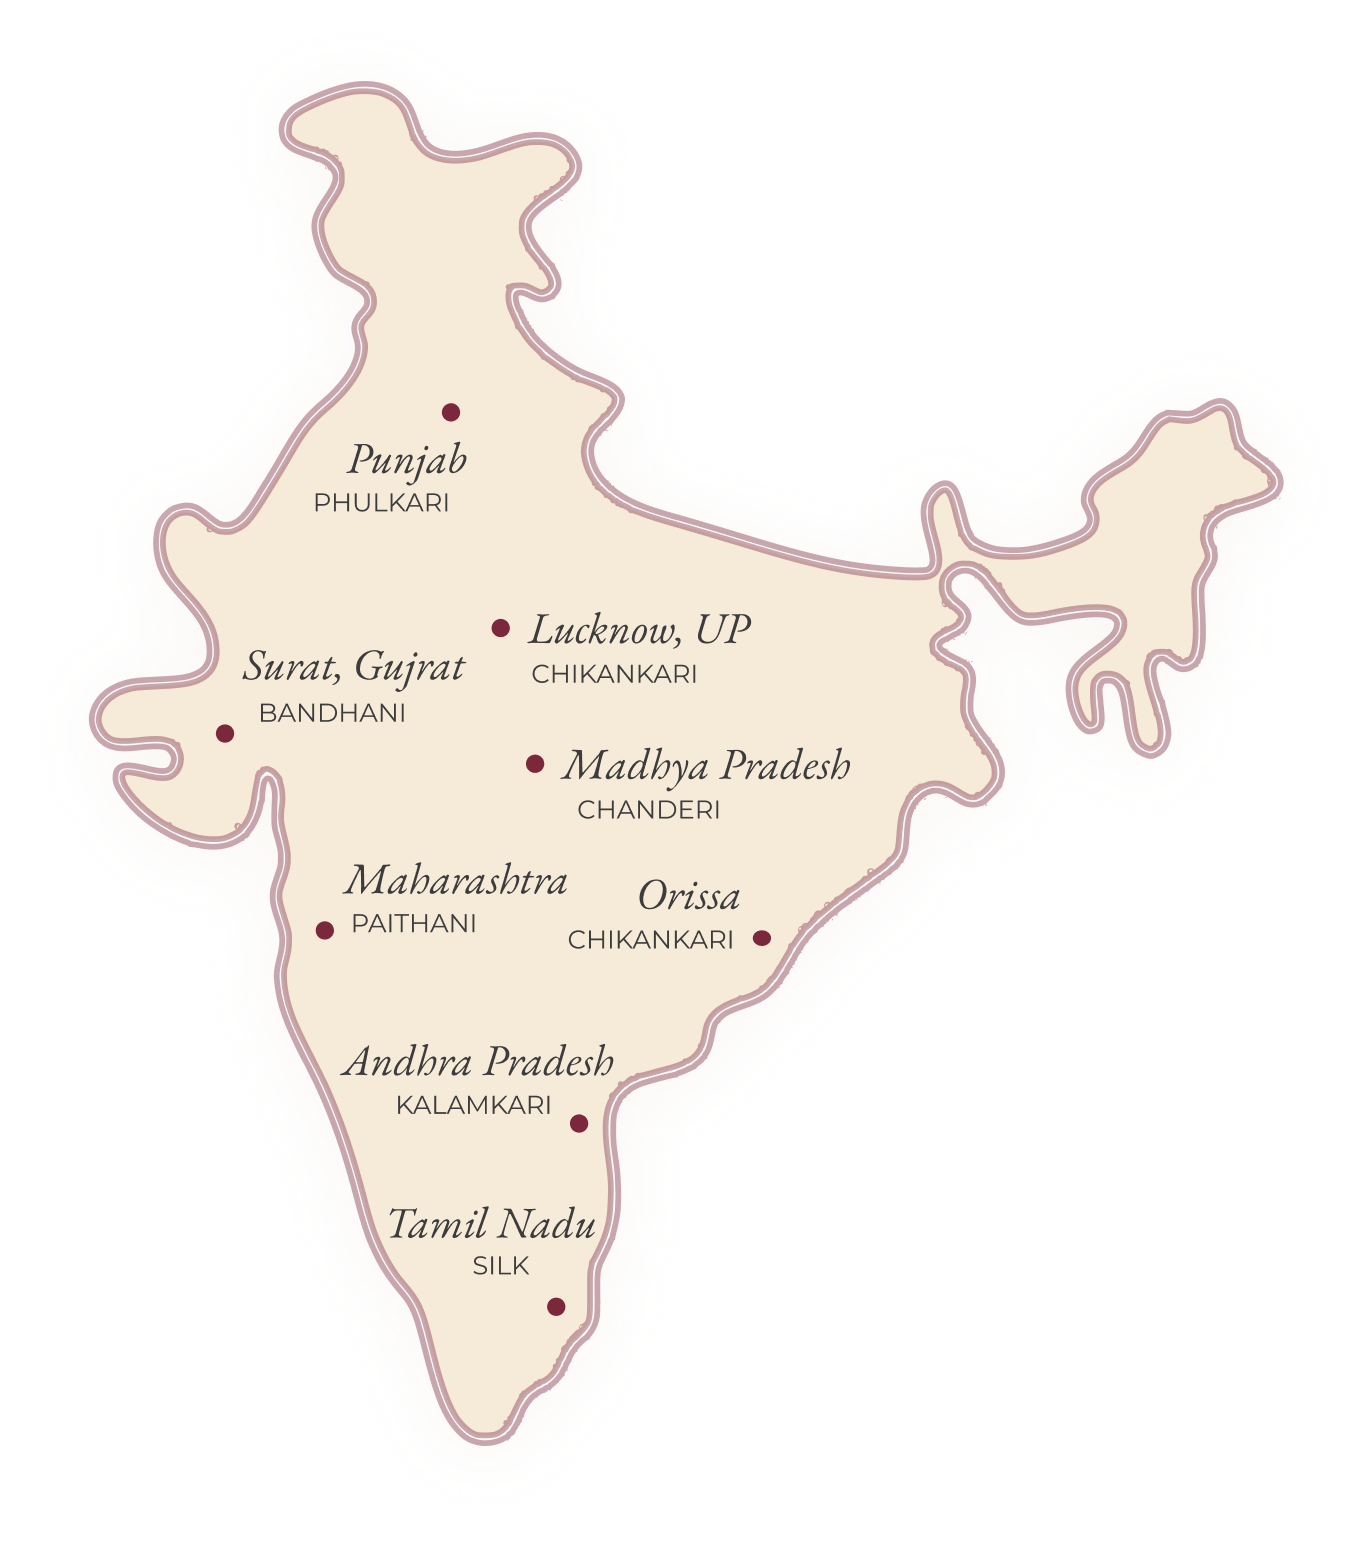 Punjab
PHULKARI
Lucknow, UP
CHIKANKARI
Surat, Gujrat
BANDHANI
Madhya Pradesh
CHANDERI
Maharashtra
PAITHANI
Orissa
CHIKANKARI
Andhra Pradesh
KALAMKARI
Tamil Nadu
SILK